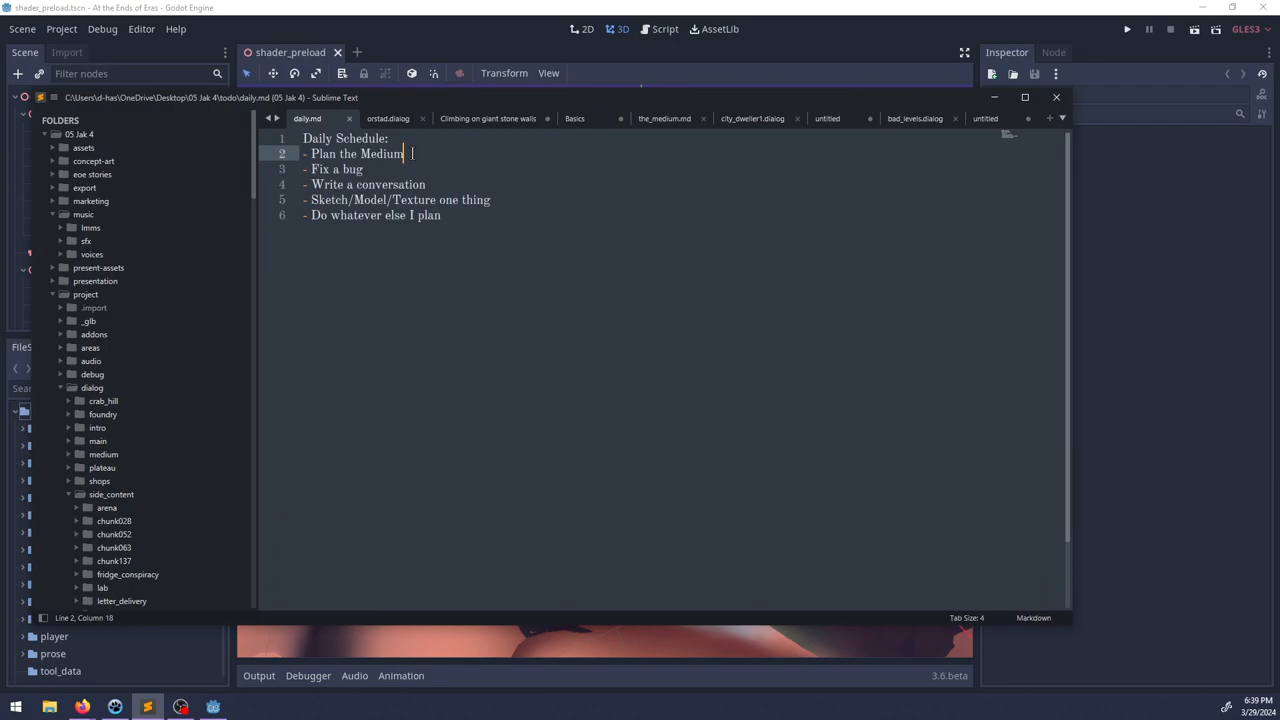 shader_preload.tscn - At the Ends of Eras - Godot Engine
Scene Project Debug Editor Help
2D 3D Script AssetLib
GLES3
Scene Import
shader_preload
Inspector Node
Filter nodes
Transform View
C:\Users\d-has\OneDrive\Desktop\05 Jak 4\todo\daily.md (05 Jak 4) - Sublime Text
FOLDERS
05 Jak 4
assets
concept-art
eoe stories
export
marketing
music
lmms
sfx
voices
present-assets
presentation
project
.import
_glb
addons
areas
audio
debug
dialog
crab_hill
foundry
intro
main
medium
plateau
shops
side_content
arena
chunk028
chunk052
chunk063
chunk137
fridge_conspiracy
lab
letter_delivery
daily.md orstad.dialog Climbing on giant stone walls Basics the_medium.md city_dweller1.dialog untitled bad_levels.dialog untitled
1 Daily Schedule:
2 - Plan the Medium
3 - Fix a bug
4 - Write a conversation
5 - Sketch/Model/Texture one thing
6 - Do whatever else I plan
Line 2, Column 18
Tab Size: 4 Markdown
FileS
Sear
player
prose
tool_data
Output Debugger Audio Animation
3.6.beta
6:39 PM
3/29/2024